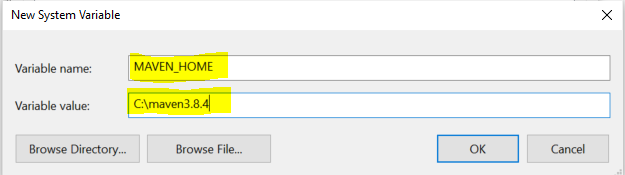 New System Variable
Variable name: MAVEN_HOME
Variable value: C:\maven3.8.4
Browse Directory... Browse File... OK Cancel